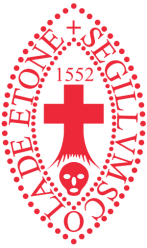 + SEGILLVM SCOLA DE ETONE
1552